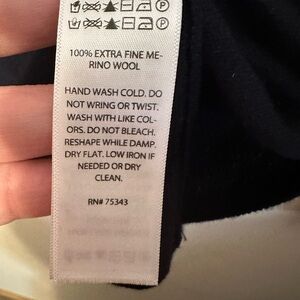 100% EXTRA FINE ME-
RINO WOOL
HAND WASH COLD. DO
NOT WRING OR TWIST.
WASH WITH LIKE COL-
ORS. DO NOT BLEACH.
RESHAPE WHILE DAMP.
DRY FLAT. LOW IRON IF
NEEDED OR DRY
CLEAN.
RN# 75343